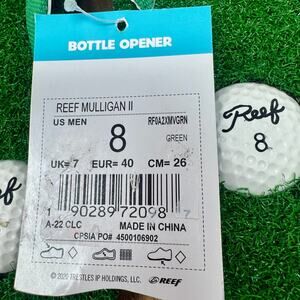 BOTTLE OPENER
REEF MULLIGAN II
US MEN
8
RF0A2XMVGRN
GREEN
UK= 7 EUR= 40 CM= 26
1 90289 72098 7
A-22 CLC MADE IN CHINA
CPSIA PO# 4500106902
© 2020 TRESTLES IP HOLDINGS, LLC. REEF
Reef
8
Reef